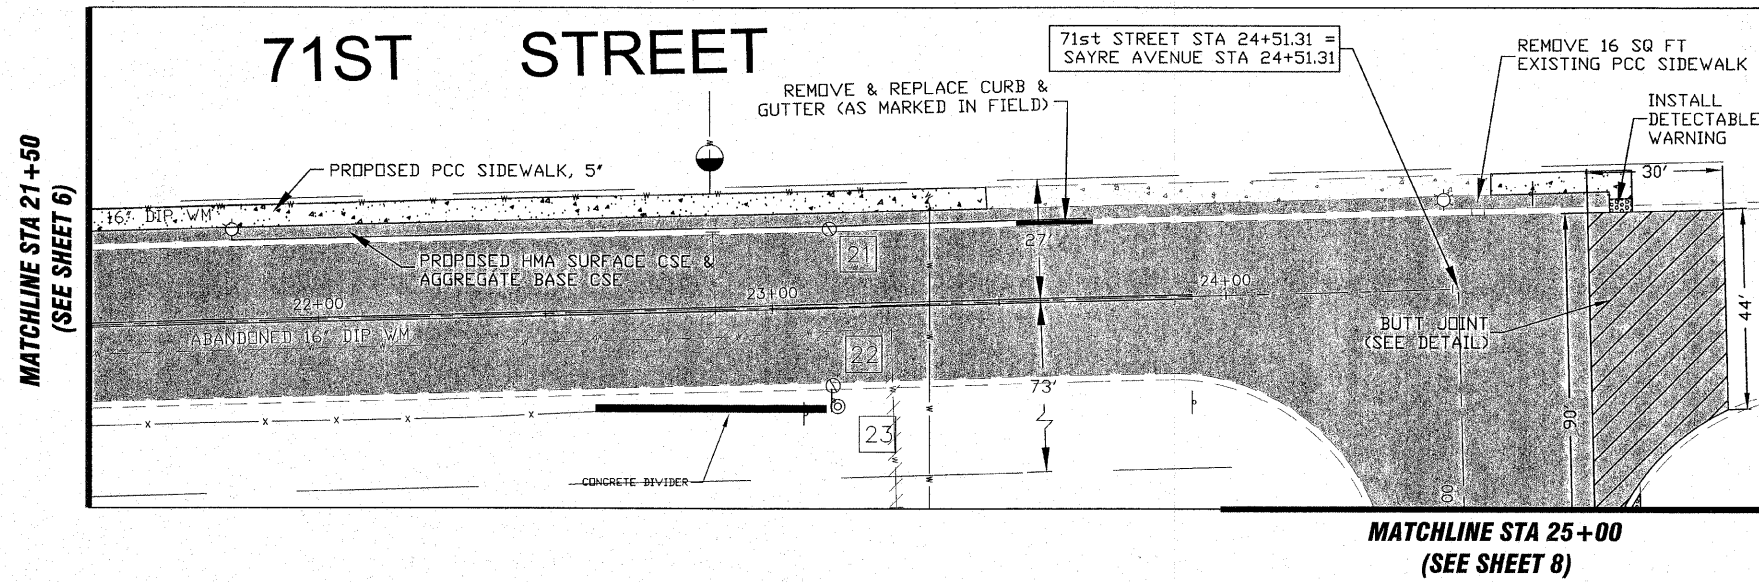 71ST STREET
71st STREET STA 24+51.31 =
SAYRE AVENUE STA 24+51.31
REMOVE 16 SQ FT
EXISTING PCC SIDEWALK
REMOVE & REPLACE CURB &
GUTTER (AS MARKED IN FIELD)
INSTALL
DETECTABLE
WARNING
MATCHLINE STA 21+50
(SEE SHEET 6)
PROPOSED PCC SIDEWALK, 5"
30'
16" DIP WM
27'
21
PROPOSED HMA SURFACE CSE &
AGGREGATE BASE CSE
22+00
23+00
24+00
44'
BUTT JOINT
(SEE DETAIL)
ABANDONED 16" DIP WM
22
73'
90'
23
CONCRETE DIVIDER
00
MATCHLINE STA 25+00
(SEE SHEET 8)